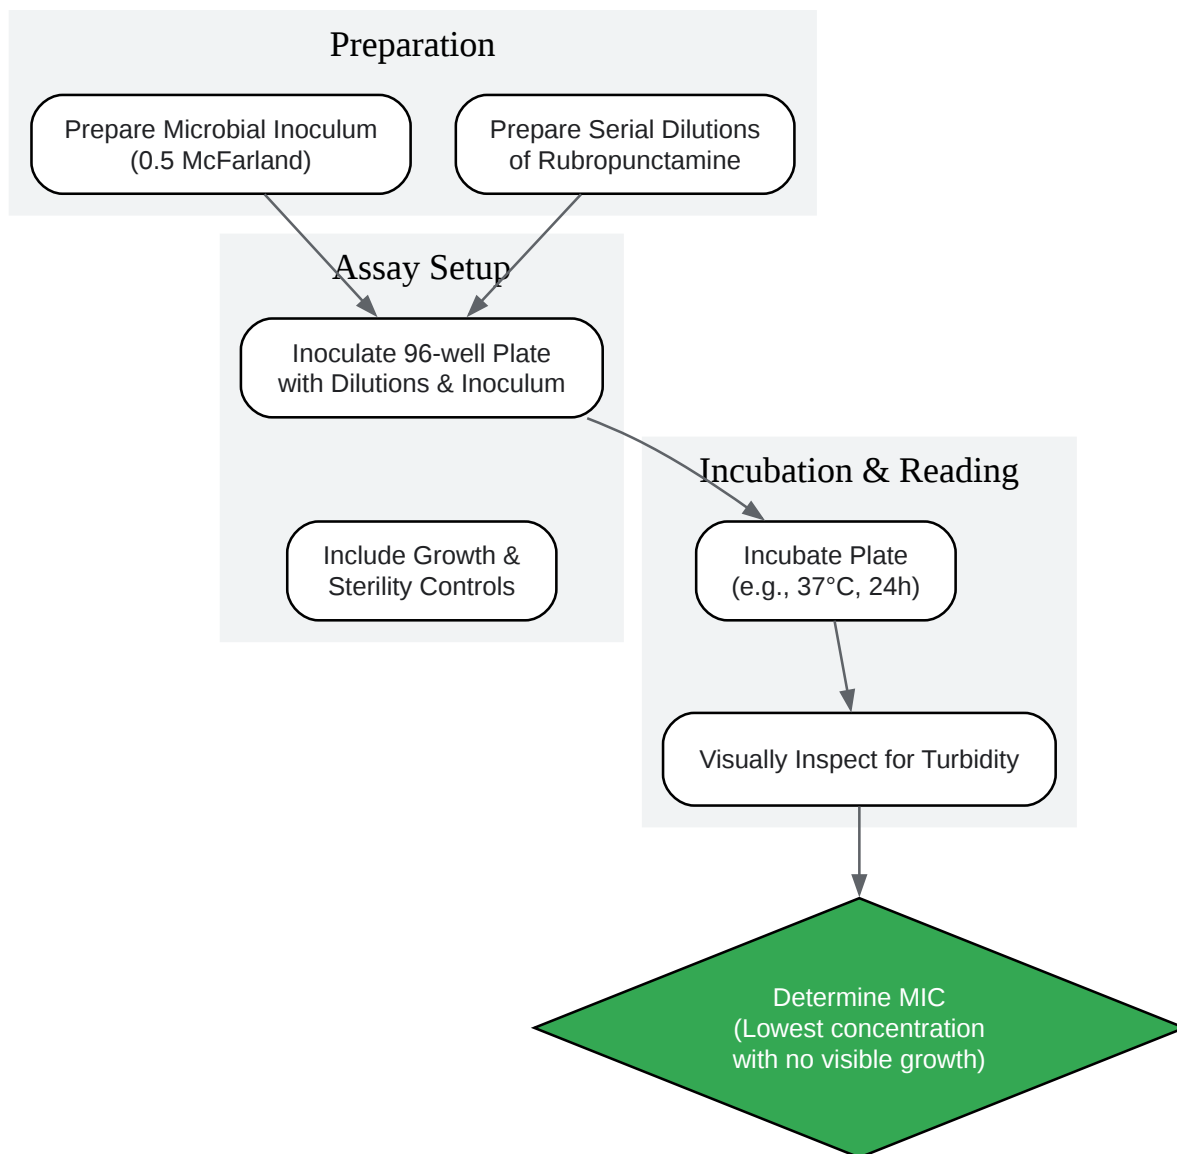 Preparation
Prepare Microbial Inoculum
(0.5 McFarland)
Prepare Serial Dilutions
of Rubropunctamine
Assay Setup
Inoculate 96-well Plate
with Dilutions & Inoculum
Include Growth &
Sterility Controls
Incubation & Reading
Incubate Plate
(e.g., 37°C, 24h)
Visually Inspect for Turbidity
Determine MIC
(Lowest concentration
with no visible growth)